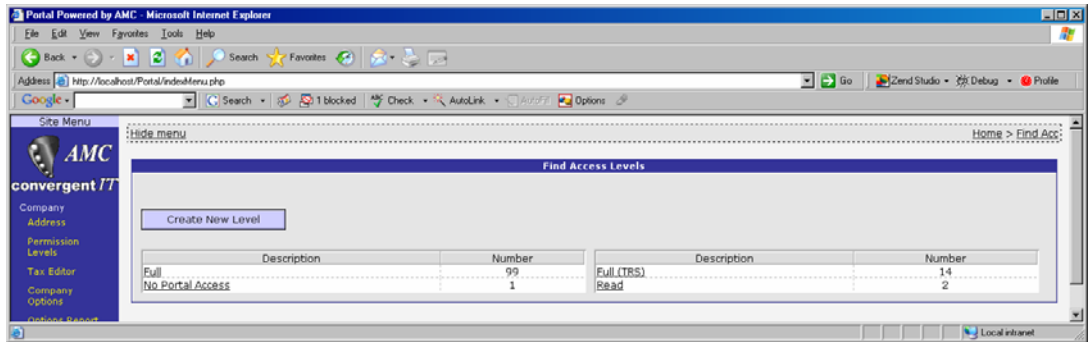 Portal Powered by AMC - Microsoft Internet Explorer
File Edit View Favorites Tools Help
Back Search Favorites
Address http://localhost/Portal/indexMenu.php Go Zend Studio Debug Profile
Google Search 1 blocked Check AutoLink AutoFill Options
Site Menu
Hide menu Home > Find Acc
AMC
convergent IT
Find Access Levels
Company
Address
Create New Level
Permission
Levels
Tax Editor
Company
Options
Options Report
Description Number Description Number
Full 99 Full (TRS) 14
No Portal Access 1 Read 2
Local intranet